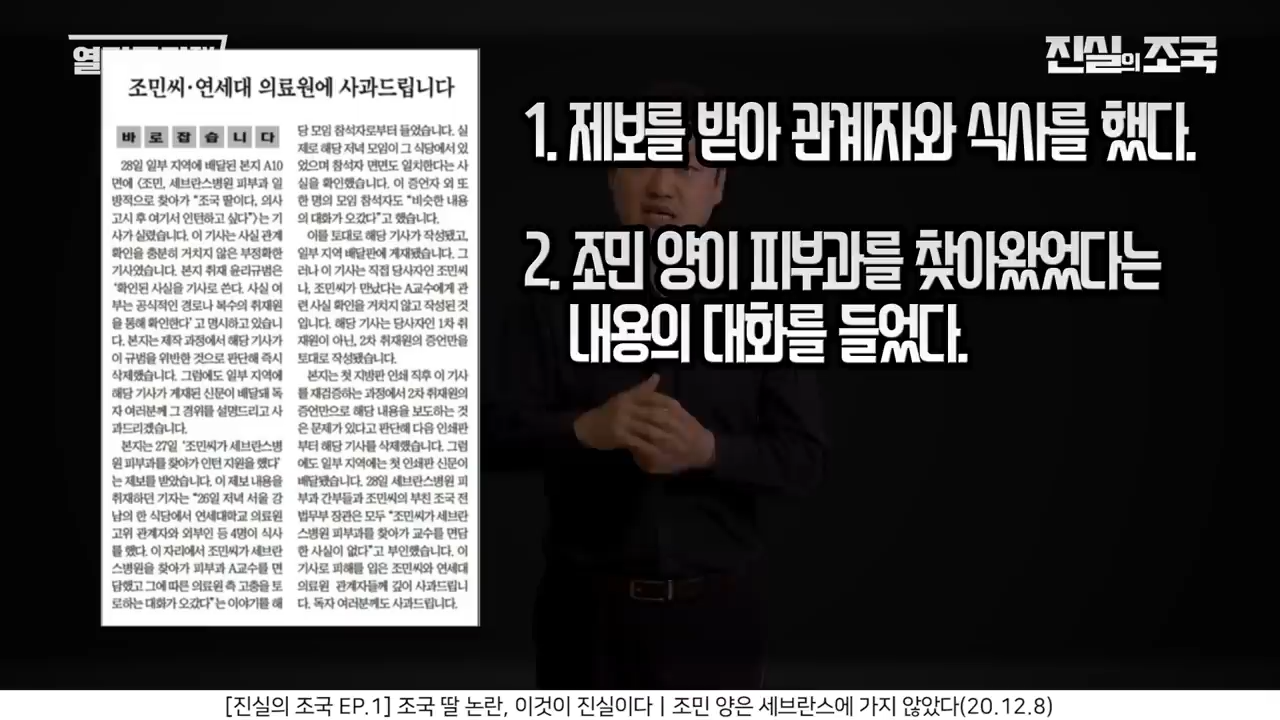 열
진실의 조국
조민씨·연세대 의료원에 사과드립니다
바로잡습니다
28일 일부 지역에 배달된 본지 A10
면에 〈조민, 세브란스병원 피부과 일
방적으로 찾아가 “조국 딸이다, 의사
고시 후 여기서 인턴하고 싶다”〉는 기
사가 실렸습니다. 이 기사는 사실 관계
확인을 충분히 거치지 않은 부정확한
기사였습니다. 본지 취재 윤리규범은
‘확인된 사실을 기사로 쓴다. 사실 여
부는 공식적인 경로나 복수의 취재원
을 통해 확인한다’고 명시하고 있습니
다. 본지는 제작 과정에서 해당 기사가
이 규범을 위반한 것으로 판단해 즉시
삭제했습니다. 그럼에도 일부 지역에
해당 기사가 게재된 신문이 배달돼 독
자 여러분께 그 경위를 설명드리고 사
과드리겠습니다.
본지는 27일 ‘조민씨가 세브란스병
원 피부과를 찾아가 인턴 지원을 했다’
는 제보를 받았습니다. 이 제보 내용을
취재하던 기자는 “26일 저녁 서울 강
남의 한 식당에서 연세대학교 의료원
고위 관계자와 외부인 등 4명이 식사
를 했다. 이 자리에서 조민씨가 세브란
스병원을 찾아가 피부과 A교수를 면
담했고 그에 따른 의료원 측 고충을 토
로하는 대화가 오갔다”는 이야기를 해
당 모임 참석자로부터 들었습니다. 실
제로 해당 저녁 모임이 그 식당에서 있
었으며 참석자 면면도 일치한다는 사
실을 확인했습니다. 이 증언자 외 또
한 명의 모임 참석자도 “비슷한 내용
의 대화가 오갔다”고 했습니다.
이를 토대로 해당 기사가 작성됐고,
일부 지역 배달판에 게재됐습니다. 그
러나 이 기사는 직접 당사자인 조민씨
나, 조민씨가 만났다는 A교수에게 관
련 사실 확인을 거치지 않고 작성된 것
입니다. 해당 기사는 당사자인 1차 취
재원이 아닌, 2차 취재원의 증언만을
토대로 작성됐습니다.
본지는 첫 지방판 인쇄 직후 이 기사
를 재검증하는 과정에서 2차 취재원의
증언만으로 해당 내용을 보도하는 것
은 문제가 있다고 판단해 다음 인쇄판
부터 해당 기사를 삭제했습니다. 그럼
에도 일부 지역에는 첫 인쇄판 신문이
배달됐습니다. 28일 세브란스병원 피
부과 간부들과 조민씨의 부친 조국 전
법무부 장관은 모두 “조민씨가 세브란
스병원 피부과를 찾아가 교수를 면담
한 사실이 없다”고 부인했습니다. 이
기사로 피해를 입은 조민씨와 연세대
의료원 관계자들께 깊이 사과드립니
다. 독자 여러분께도 사과드립니다.
1. 제보를 받아 관계자와 식사를 했다.
2. 조민 양이 피부과를 찾아왔었다는
내용의 대화를 들었다.
[진실의 조국 EP.1] 조국 딸 논란, 이것이 진실이다 | 조민 양은 세브란스에 가지 않았다(20.12.8)